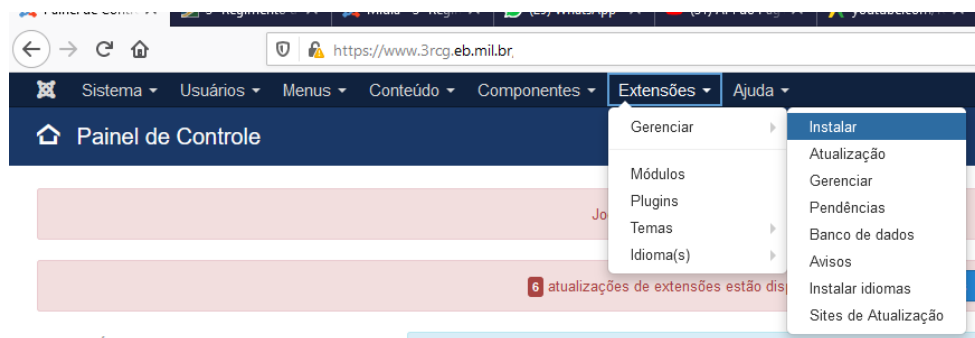 https://www.3rcg.eb.mil.br
Sistema Usuários Menus Conteúdo Componentes Extensões Ajuda
Painel de Controle
Gerenciar
Módulos
Plugins
Temas
Idioma(s)
Instalar
Atualização
Gerenciar
Pendências
Banco de dados
Avisos
Instalar idiomas
Sites de Atualização
6 atualizações de extensões estão